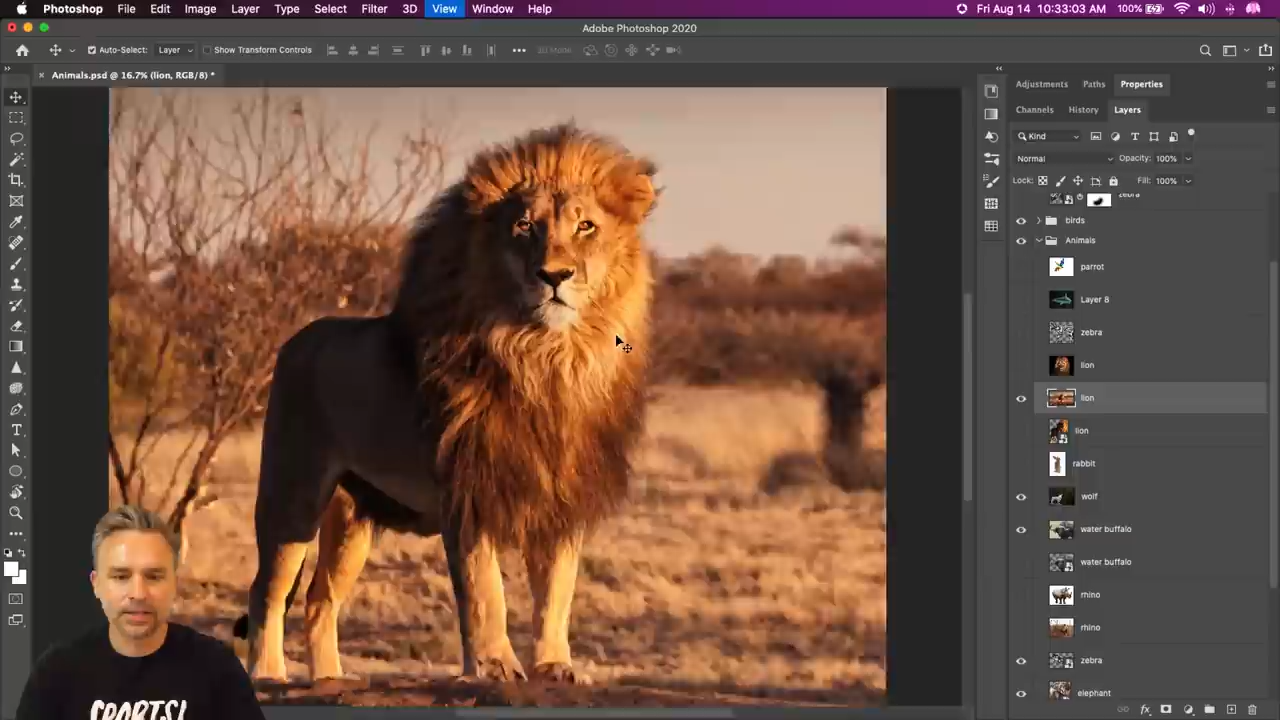 Photoshop File Edit Image Layer Type Select Filter 3D View Window Help 100% Fri Aug 14 10:33:03 AM
Adobe Photoshop 2020
Auto-Select: Layer Show Transform Controls 3D Mode:
Animals.psd @ 16.7% (lion, RGB/8) *
Adjustments Paths Properties
Channels History Layers
Kind
Normal Opacity: 100%
Lock: Fill: 100%
zebra
birds
Animals
parrot
Layer 8
zebra
lion
lion
lion
rabbit
wolf
water buffalo
water buffalo
rhino
rhino
zebra
elephant
SPORTS!